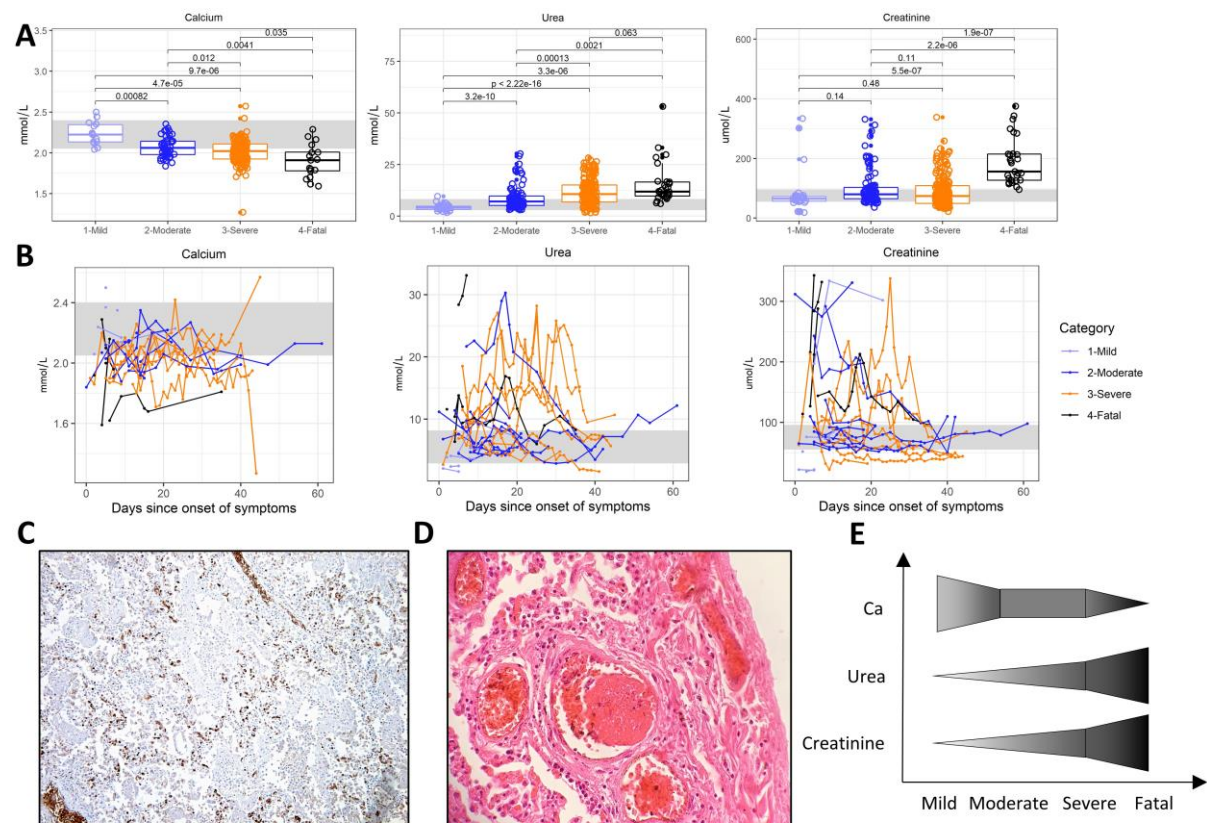 A
Calcium
0.035
0.0041
0.012
9.7e-06
4.7e-05
0.00082
mmol/L
3.5
3.0
2.5
2.0
1.5
1-Mild 2-Moderate 3-Severe 4-Fatal
Urea
0.063
0.0021
0.00013
3.3e-06
p < 2.22e-16
3.2e-10
mmol/L
75
50
25
0
1-Mild 2-Moderate 3-Severe 4-Fatal
Creatinine
1.9e-07
2.2e-06
0.11
5.5e-07
0.48
0.14
umol/L
600
400
200
0
1-Mild 2-Moderate 3-Severe 4-Fatal
B
Calcium
mmol/L
2.4
2.0
1.6
0 20 40 60
Days since onset of symptoms
Urea
mmol/L
30
20
10
0 20 40 60
Days since onset of symptoms
Creatinine
umol/L
300
200
100
0 20 40 60
Days since onset of symptoms
Category
1-Mild
2-Moderate
3-Severe
4-Fatal
C
D
E
Ca
Urea
Creatinine
Mild Moderate Severe Fatal